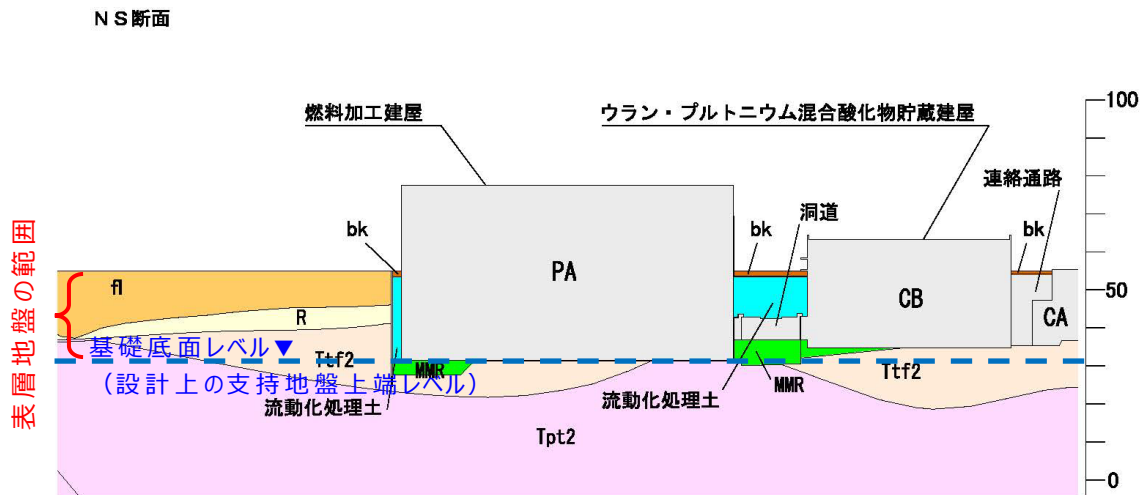 NS断面
燃料加工建屋
ウラン・プルトニウム混合酸化物貯蔵建屋
100
連絡通路
洞道
bk
bk
bk
PA
fl
R
CB
50
CA
表層地盤の範囲
基礎底面レベル▼
（設計上の支持地盤上端レベル）
Ttf2
MMR
MMR
Ttf2
流動化処理土
流動化処理土
Tpt2
0